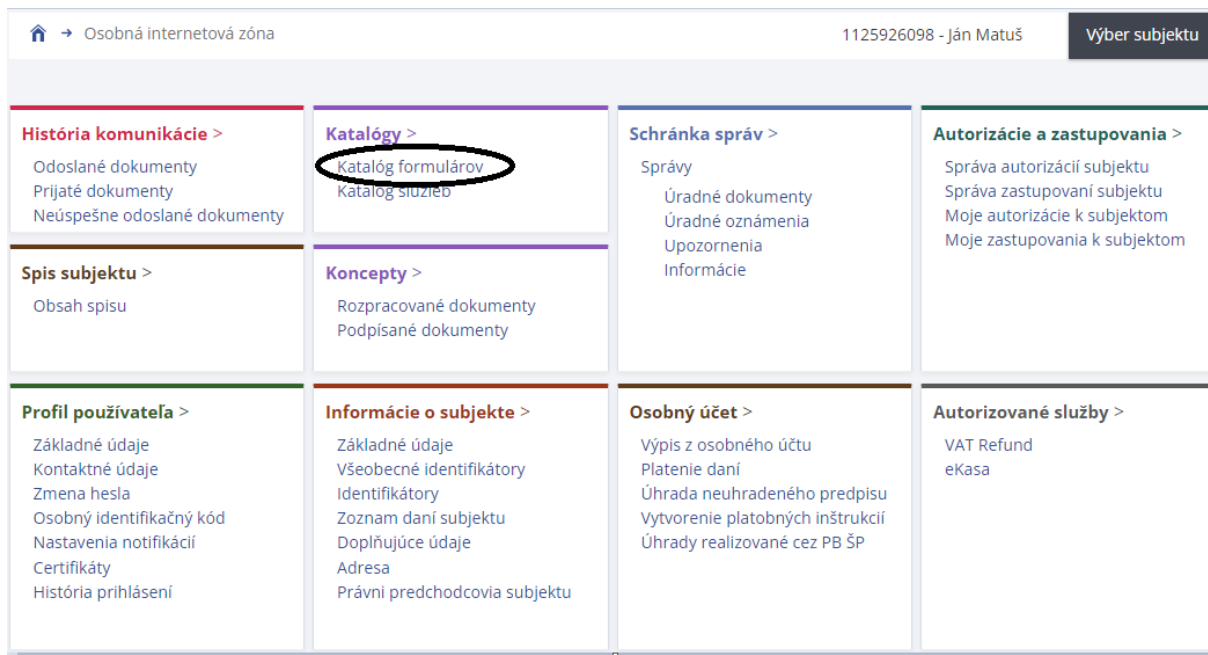 Osobná internetová zóna
1125926098 - Ján Matuš
Výber subjektu
História komunikácie >
Odoslané dokumenty
Prijaté dokumenty
Neúspešne odoslané dokumenty
Katalógy >
Katalóg formulárov
Katalóg služieb
Schránka správ >
Správy
Úradné dokumenty
Úradné oznámenia
Upozornenia
Informácie
Autorizácie a zastupovania >
Správa autorizácií subjektu
Správa zastupovaní subjektu
Moje autorizácie k subjektom
Moje zastupovania k subjektom
Spis subjektu >
Obsah spisu
Koncepty >
Rozpracované dokumenty
Podpísané dokumenty
Profil používateľa >
Základné údaje
Kontaktné údaje
Zmena hesla
Osobný identifikačný kód
Nastavenia notifikácií
Certifikáty
História prihlásení
Informácie o subjekte >
Základné údaje
Všeobecné identifikátory
Identifikátory
Zoznam daní subjektu
Doplňujúce údaje
Adresa
Právni predchodcovia subjektu
Osobný účet >
Výpis z osobného účtu
Platenie daní
Úhrada neuhradeného predpisu
Vytvorenie platobných inštrukcií
Úhrady realizované cez PB ŠP
Autorizované služby >
VAT Refund
eKasa